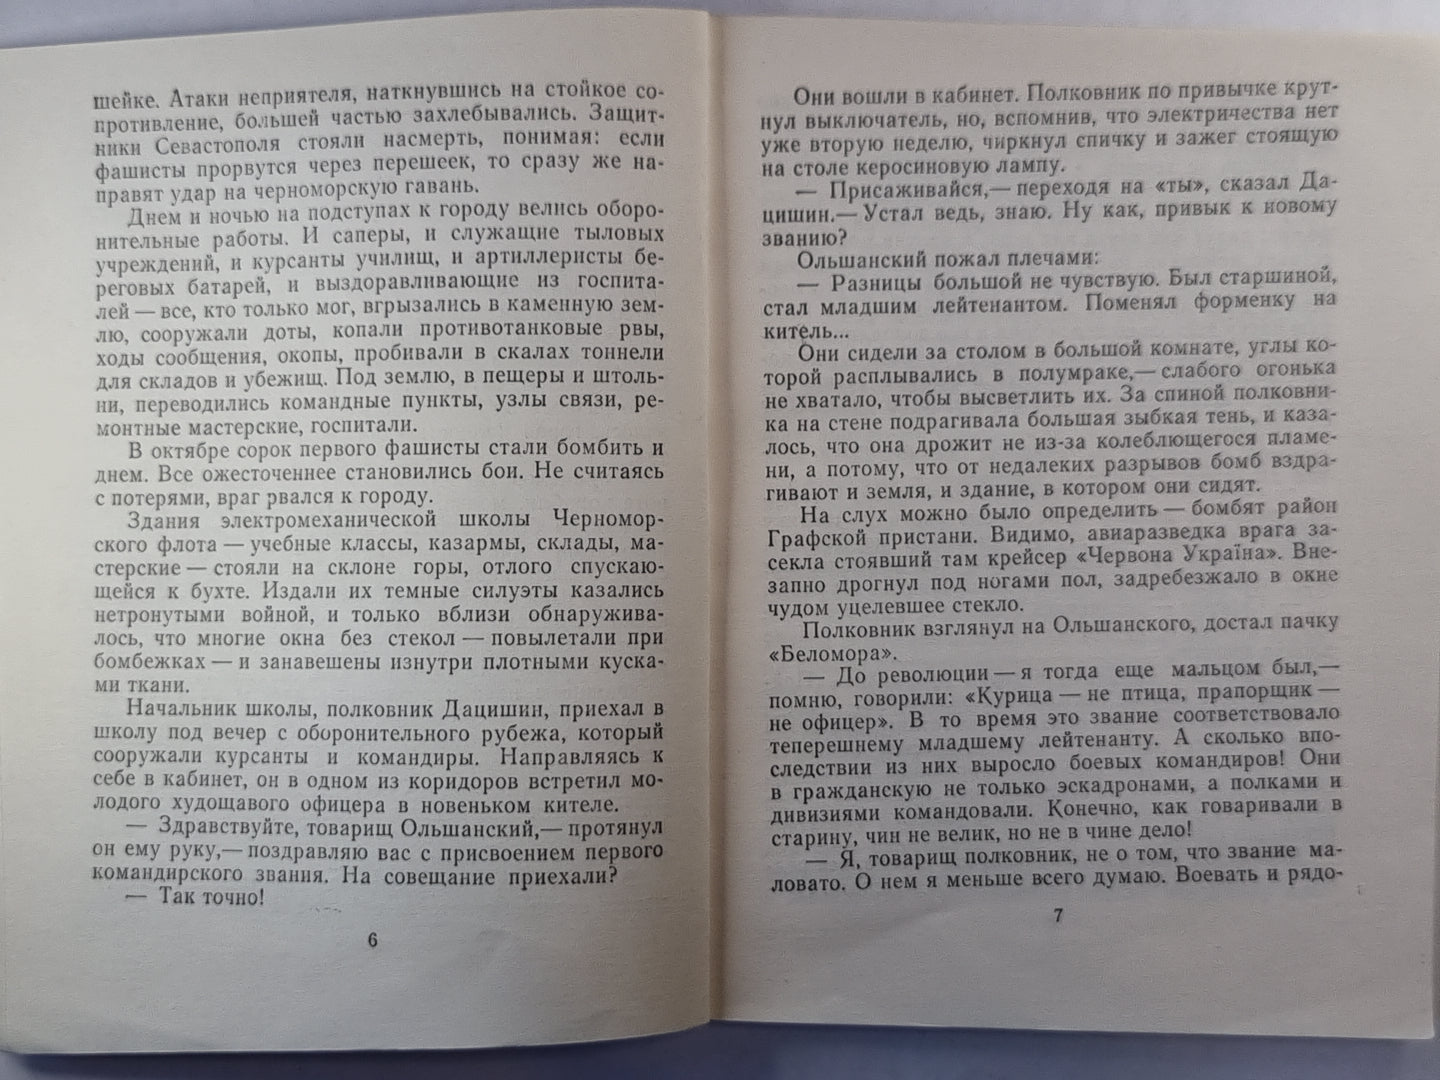 шейке. Атаки неприятеля, наткнувшись на стойкое со-
противление, большей частью захлебывались. Защит-
ники Севастополя стояли насмерть, понимая: если
фашисты прорвутся через перешеек, то сразу же на-
правят удар на черноморскую гавань.
Днем и ночью на подступах к городу велись оборо-
нительные работы. И саперы, и служащие тыловых
учреждений, и курсанты училищ, и артиллеристы бе-
реговых батарей, и выздоравливающие из госпита-
лей — все, кто только мог, вгрызались в каменную зем-
лю, сооружали доты, копали противотанковые рвы,
ходы сообщения, окопы, пробивали в скалах тоннели
для складов и убежищ. Под землю, в пещеры и штоль-
ни, переводились командные пункты, узлы связи, ре-
монтные мастерские, госпитали.
В октябре сорок первого фашисты стали бомбить и
днем. Все ожесточеннее становились бои. Не считаясь
с потерями, враг рвался к городу.
Здания электромеханической школы Черномор-
ского флота — учебные классы, казармы, склады, ма-
стерские — стояли на склоне горы, отлого спускаю-
щейся к бухте. Издали их темные силуэты казались
нетронутыми войной, и только вблизи обнаружива-
лось, что многие окна без стекол — повылетали при
бомбежках — и занавешены изнутри плотными куска-
ми ткани.
Начальник школы, полковник Дацишин, приехал в
школу под вечер с оборонительного рубежа, который
сооружали курсанты и командиры. Направляясь к
себе в кабинет, он в одном из коридоров встретил мо-
лодого худощавого офицера в новеньком кителе.
— Здравствуйте, товарищ Ольшанский,— протянул
он ему руку,— поздравляю вас с присвоением первого
командирского звания. На совещание приехали?
— Так точно!
6
Они вошли в кабинет. Полковник по привычке крут-
нул выключатель, но, вспомнив, что электричества нет
уже вторую неделю, чиркнул спичку и зажег стоящую
на столе керосиновую лампу.
— Присаживайся,— переходя на «ты», сказал Да-
цишин.— Устал ведь, знаю. Ну как, привык к новому
званию?
Ольшанский пожал плечами:
— Разницы большой не чувствую. Был старшиной,
стал младшим лейтенантом. Поменял форменку на
китель...
Они сидели за столом в большой комнате, углы ко-
торой расплывались в полумраке,— слабого огонька
не хватало, чтобы высветлить их. За спиной полковни-
ка на стене подрагивала большая зыбкая тень, и каза-
лось, что она дрожит не из-за колеблющегося пламе-
ни, а потому, что от недалеких разрывов бомб вздра-
гивают и земля, и здание, в котором они сидят.
На слух можно было определить — бомбят район
Графской пристани. Видимо, авиаразведка врага за-
секла стоявший там крейсер «Червона Україна». Вне-
запно дрогнул под ногами пол, задребезжало в окне
чудом уцелевшее стекло.
Полковник взглянул на Ольшанского, достал пачку
«Беломора».
— До революции — я тогда еще мальцом был,—
помню, говорили: «Курица — не птица, прапорщик —
не офицер». В то время это звание соответствовало
теперешнему младшему лейтенанту. А сколько впо-
следствии из них выросло боевых командиров! Они
в гражданскую не только эскадронами, а полками и
дивизиями командовали. Конечно, как говаривали в
старину, чин не велик, но не в чине дело!
— Я, товарищ полковник, не о том, что звание ма-
ловато. О нем я меньше всего думаю. Воевать и рядо-
7